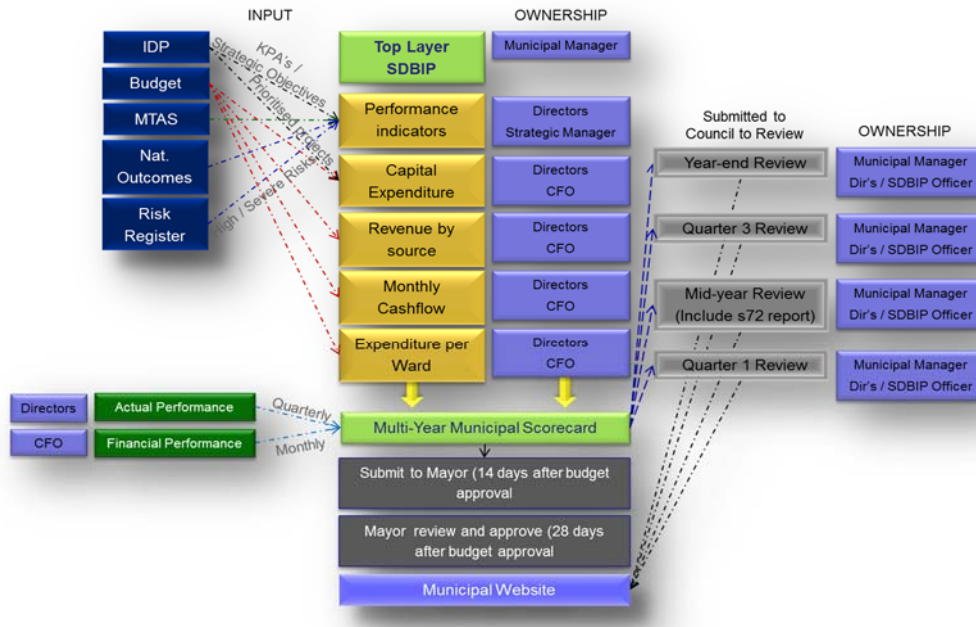 INPUT
OWNERSHIP
IDP
Budget
MTAS
Nat.
Outcomes
Risk
Register
KPA's /
Strategic Objectives
Prioritised projects
High / Severe Risks
Top Layer
SDBIP
Municipal Manager
Performance
indicators
Directors
Strategic Manager
Capital
Expenditure
Directors
CFO
Revenue by
source
Directors
CFO
Monthly
Cashflow
Directors
CFO
Expenditure per
Ward
Directors
CFO
Submitted to
Council to Review
OWNERSHIP
Year-end Review
Municipal Manager
Dir's / SDBIP Officer
Quarter 3 Review
Municipal Manager
Dir's / SDBIP Officer
Mid-year Review
(Include s72 report)
Municipal Manager
Dir's / SDBIP Officer
Quarter 1 Review
Municipal Manager
Dir's / SDBIP Officer
Directors
Actual Performance
Quarterly
CFO
Financial Performance
Monthly
Multi-Year Municipal Scorecard
Submit to Mayor (14 days after budget
approval
Mayor review and approve (28 days
after budget approval
Municipal Website